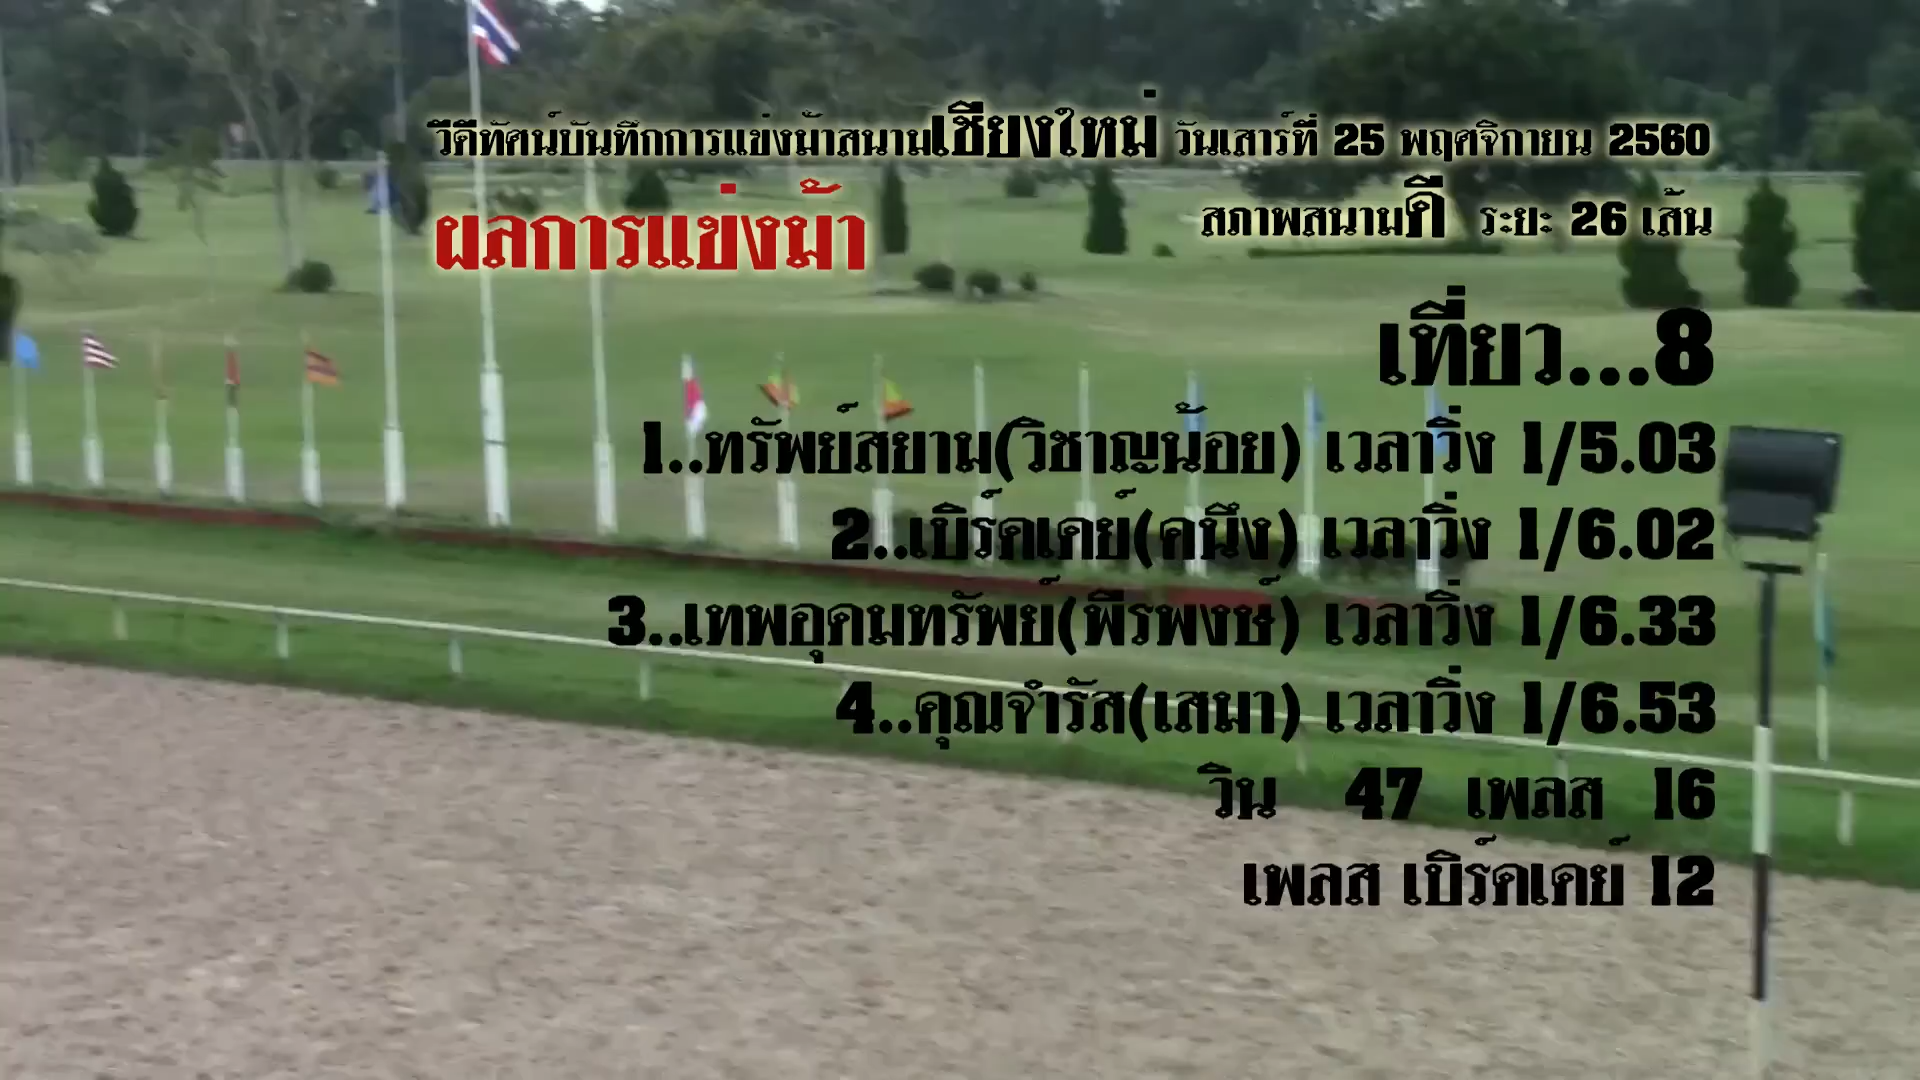 วีดีทัศน์บันทึกการแข่งม้าสนามเชียงใหม่ วันเสาร์ที่ 25 พฤศจิกายน 2560
ผลการแข่งม้า
สภาพสนามดี ระยะ 26 เส้น
เที่ยว...8
1..ทรัพย์สยาม(วิชาญน้อย) เวลาวิ่ง 1/5.03
2..เบิร์ดเดย์(คนึง) เวลาวิ่ง 1/6.02
3..เทพอุดมทรัพย์(พีรพงษ์) เวลาวิ่ง 1/6.33
4..คุณจำรัส(เสมา) เวลาวิ่ง 1/6.53
วิน 47 เพลส 16
เพลส เบิร์ดเดย์ 12